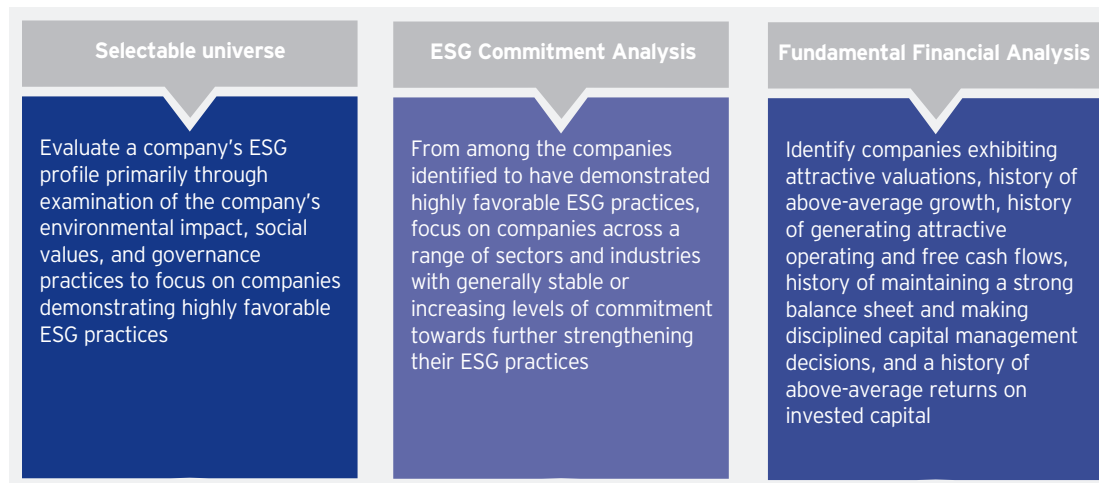 Selectable universe
Evaluate a company's ESG
profile primarily through
examination of the company's
environmental impact, social
values, and governance
practices to focus on companies
demonstrating highly favorable
ESG practices
ESG Commitment Analysis
From among the companies
identified to have demonstrated
highly favorable ESG practices,
focus on companies across a
range of sectors and industries
with generally stable or
increasing levels of commitment
towards further strengthening
their ESG practices
Fundamental Financial Analysis
Identify companies exhibiting
attractive valuations, history of
above-average growth, history
of generating attractive
operating and free cash flows,
history of maintaining a strong
balance sheet and making
disciplined capital management
decisions, and a history of
above-average returns on
invested capital